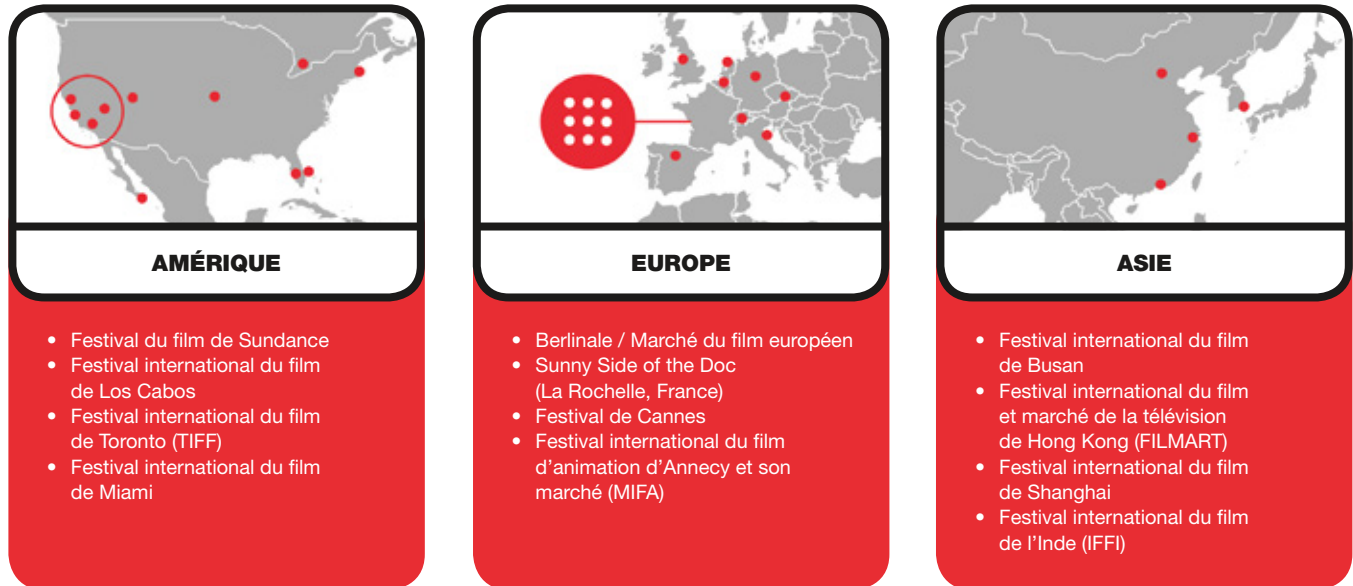 AMÉRIQUE
• Festival du film de Sundance
• Festival international du film
de Los Cabos
• Festival international du film
de Toronto (TIFF)
• Festival international du film
de Miami
EUROPE
• Berlinale / Marché du film européen
• Sunny Side of the Doc
(La Rochelle, France)
• Festival de Cannes
• Festival international du film
d’animation d’Annecy et son
marché (MIFA)
ASIE
• Festival international du film
de Busan
• Festival international du film
et marché de la télévision
de Hong Kong (FILMART)
• Festival international du film
de Shanghai
• Festival international du film
de l’Inde (IFFI)